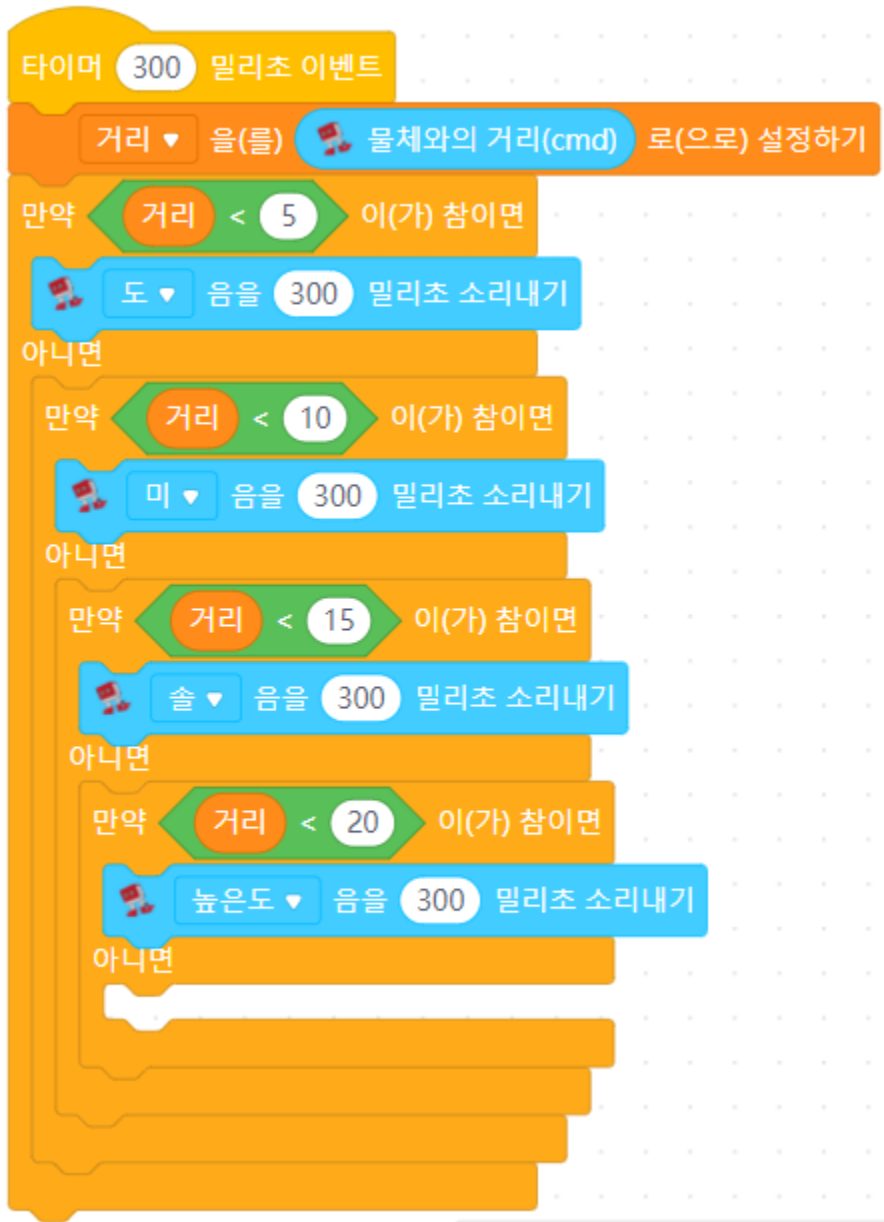 타이머 300 밀리초 이벤트
거리 을(를) 물체와의 거리(cmd) 로(으로) 설정하기
만약 거리 < 5 이(가) 참이면
도 음을 300 밀리초 소리내기
아니면
만약 거리 < 10 이(가) 참이면
미 음을 300 밀리초 소리내기
아니면
만약 거리 < 15 이(가) 참이면
솔 음을 300 밀리초 소리내기
아니면
만약 거리 < 20 이(가) 참이면
높은도 음을 300 밀리초 소리내기
아니면